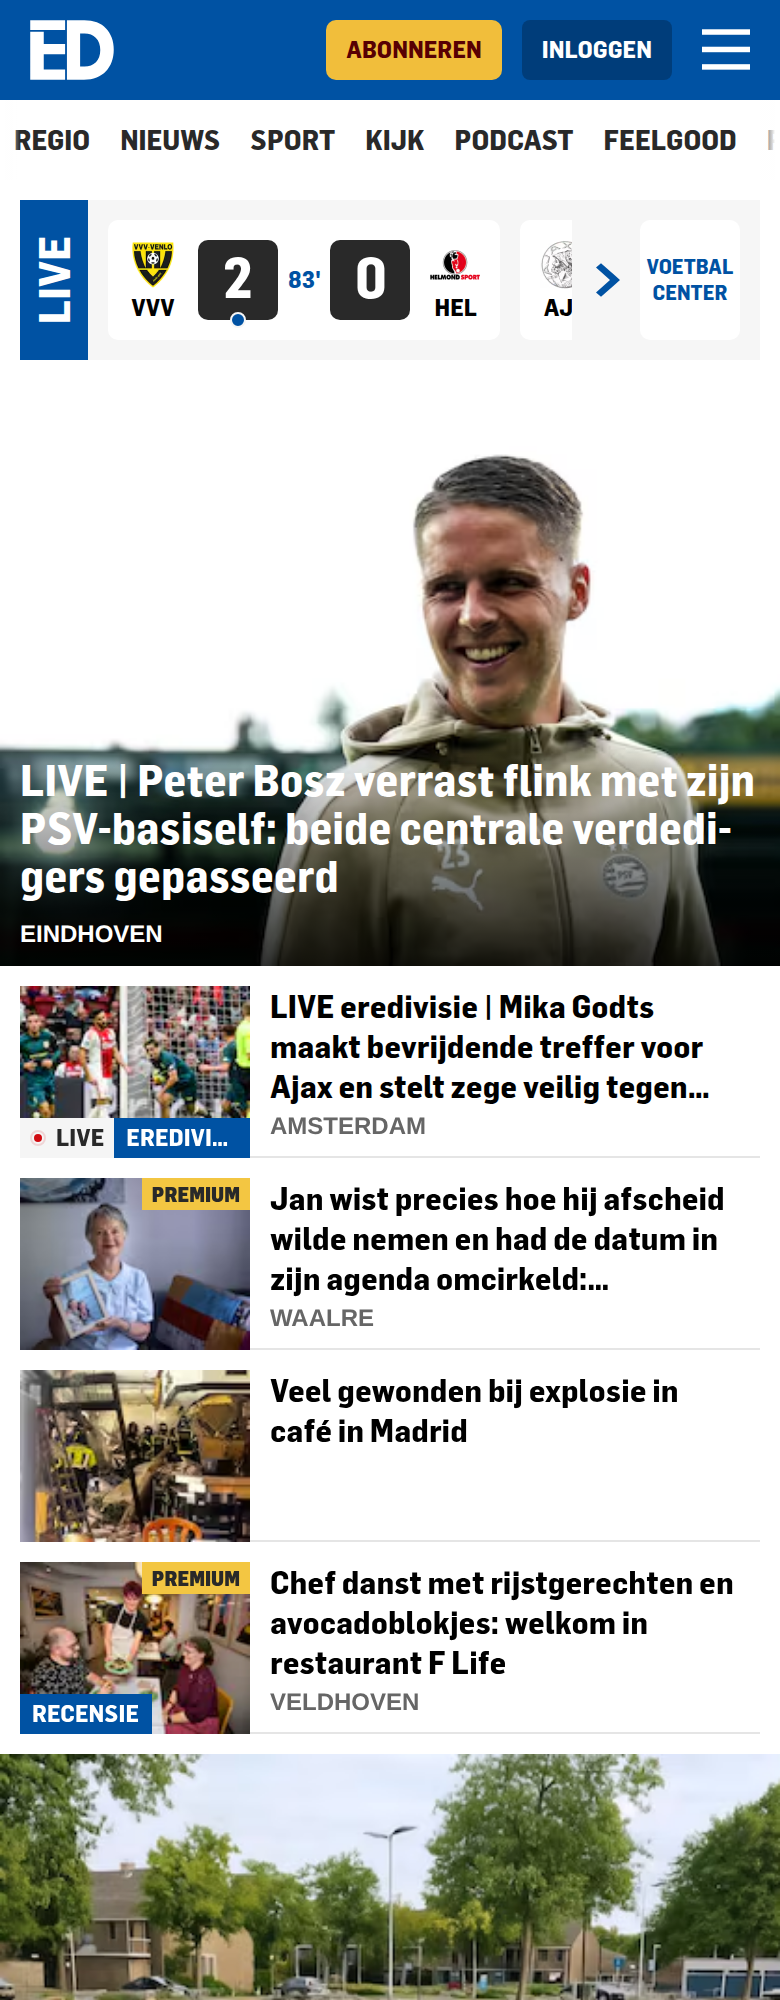 ED
ABONNEREN
INLOGGEN
REGIO NIEUWS SPORT KIJK PODCAST FEELGOOD
LIVE
VVV-VENLO
VVV
2
83'
0
HELMOND SPORT
HEL
AJ
VOETBAL
CENTER
LIVE | Peter Bosz verrast flink met zijn
PSV-basiself: beide centrale verdedi-
gers gepasseerd
23
PSV
EINDHOVEN
LIVE eredivisie | Mika Godts
maakt bevrijdende treffer voor
Ajax en stelt zege veilig tegen...
AMSTERDAM
LIVE
EREDIVI...
PREMIUM
Jan wist precies hoe hij afscheid
wilde nemen en had de datum in
zijn agenda omcirkeld:...
WAALRE
Veel gewonden bij explosie in
café in Madrid
PREMIUM
RECENSIE
Chef danst met rijstgerechten en
avocadoblokjes: welkom in
restaurant F Life
VELDHOVEN